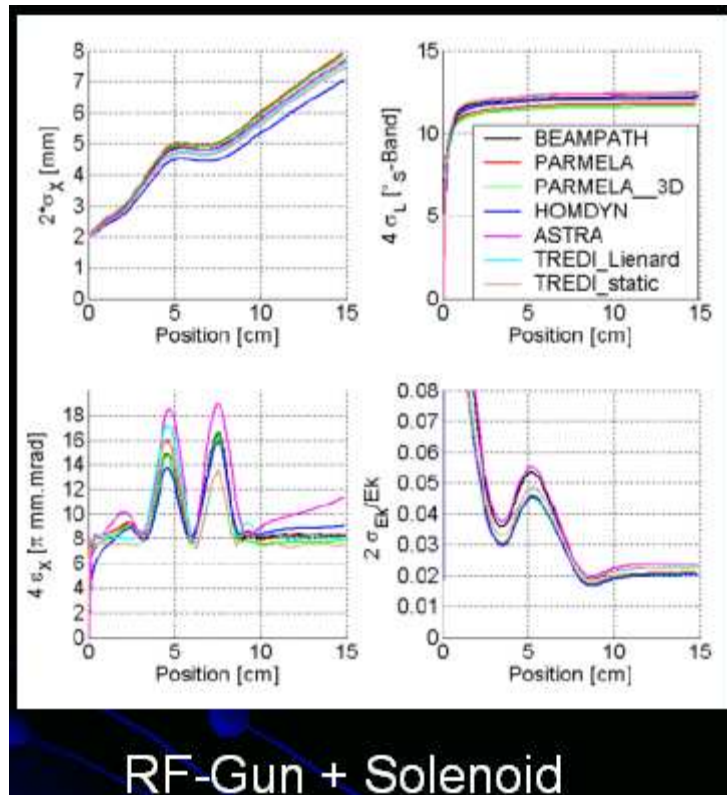 8
7
6
5
4
3
2
1
0
2*σX [mm]
0 5 10 15
Position [cm]
15
10
5
0
4 σL [°S-Band]
BEAMPATH
PARMELA
PARMELA__3D
HOMDYN
ASTRA
TREDI_Lienard
TREDI_static
0 5 10 15
Position [cm]
18
16
14
12
10
8
6
4
2
0
4 εX [π mm.mrad]
0 5 10 15
Position [cm]
0.08
0.07
0.06
0.05
0.04
0.03
0.02
0.01
0
2 σEk/Ek
0 5 10 15
Position [cm]
RF-Gun + Solenoid